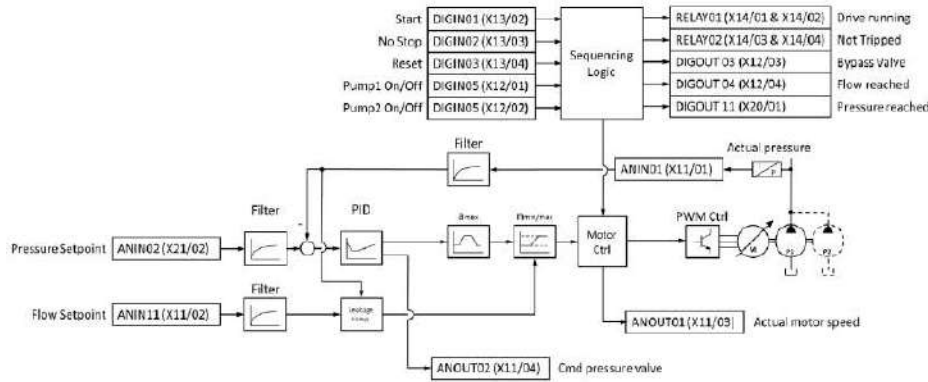 Start DIGIN01 (X13/02) RELAY01 (X14/01 & X14/02) Drive running
No Stop DIGIN02 (X13/03) Sequencing RELAY02 (X14/03 & X14/04) Not Tripped
Reset DIGIN03 (X13/04) Logic DIGOUT 03 (X12/03) Bypass Valve
Pump1 On/Off DIGIN05 (X12/01) DIGOUT 04 (X12/04) Flow reached
Pump2 On/Off DIGIN05 (X12/02) DIGOUT 11 (X20/01) Pressure reached
Filter Actual pressure
ANIN01 (X11/01) P
Filter PID PWM Ctrl
Pressure Setpoint ANIN02 (X21/02) - Motor
Ctrl M P1 P2
Filter
Flow Setpoint ANIN11 (X11/02) Leakage
ANOUT01 (X11/03) Actual motor speed
ANOUT02 (X11/04) Cmd pressure valve